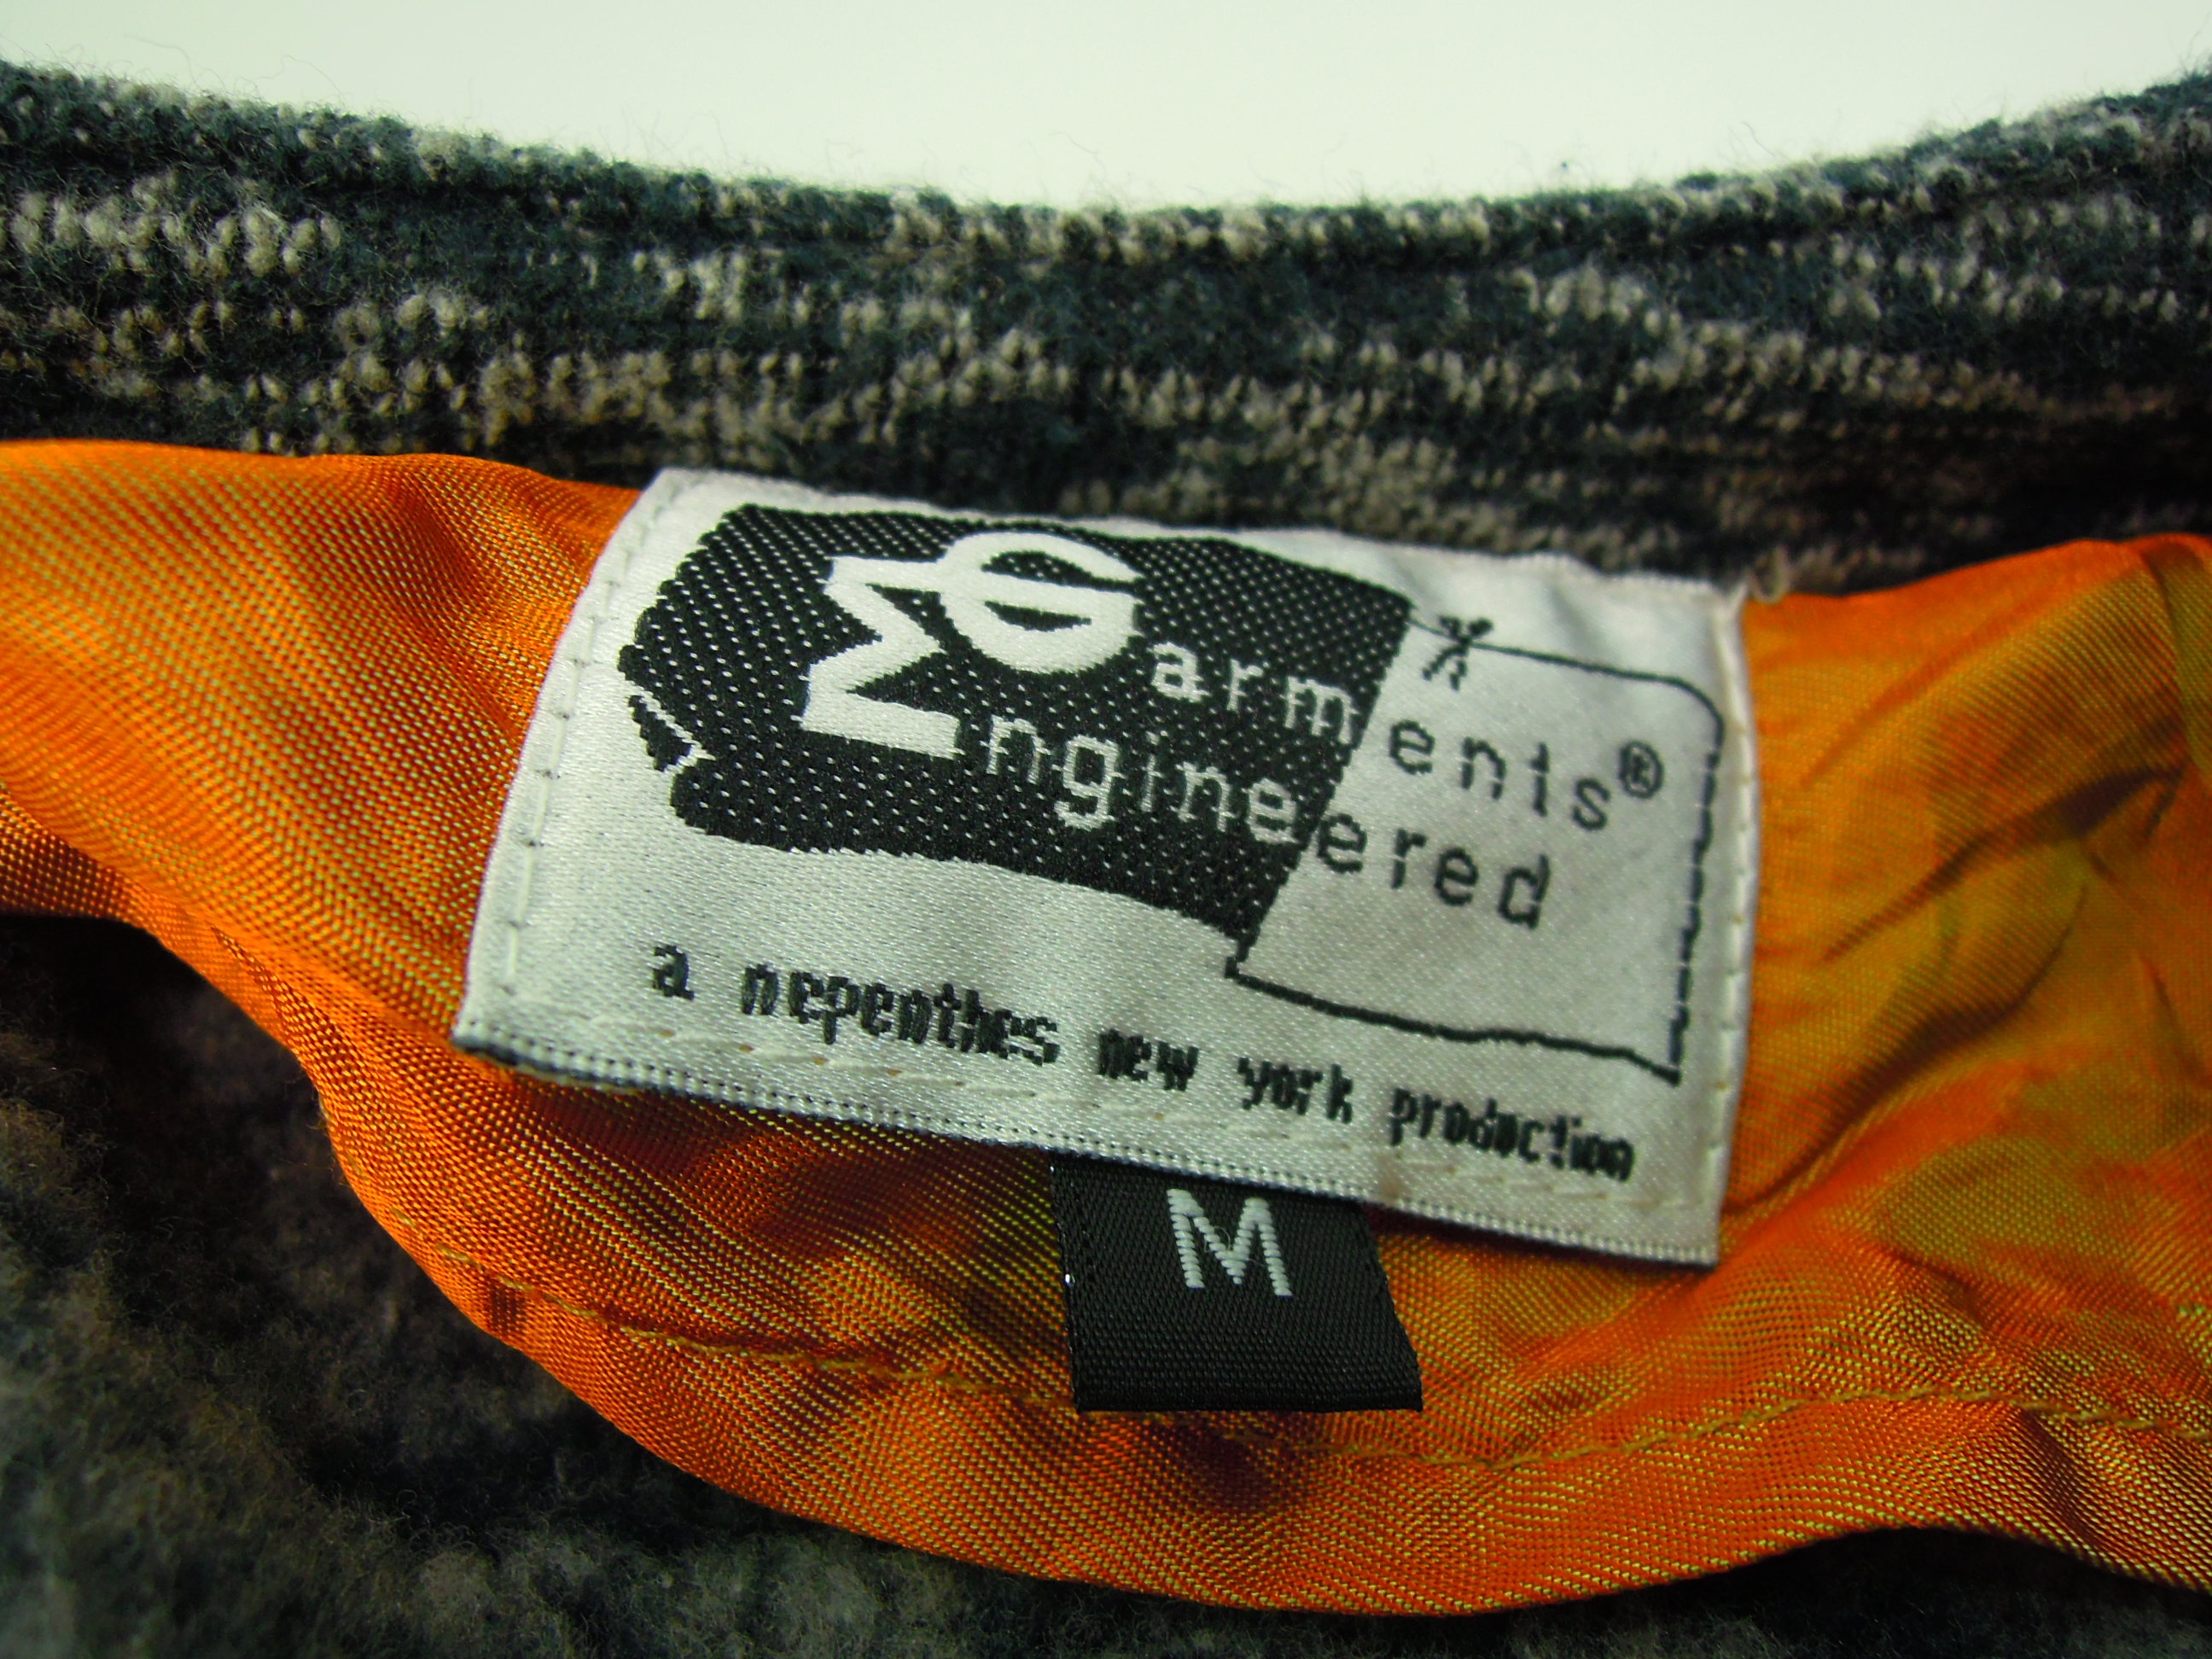 Garments®
Engineered
a nepenthes new york production
M